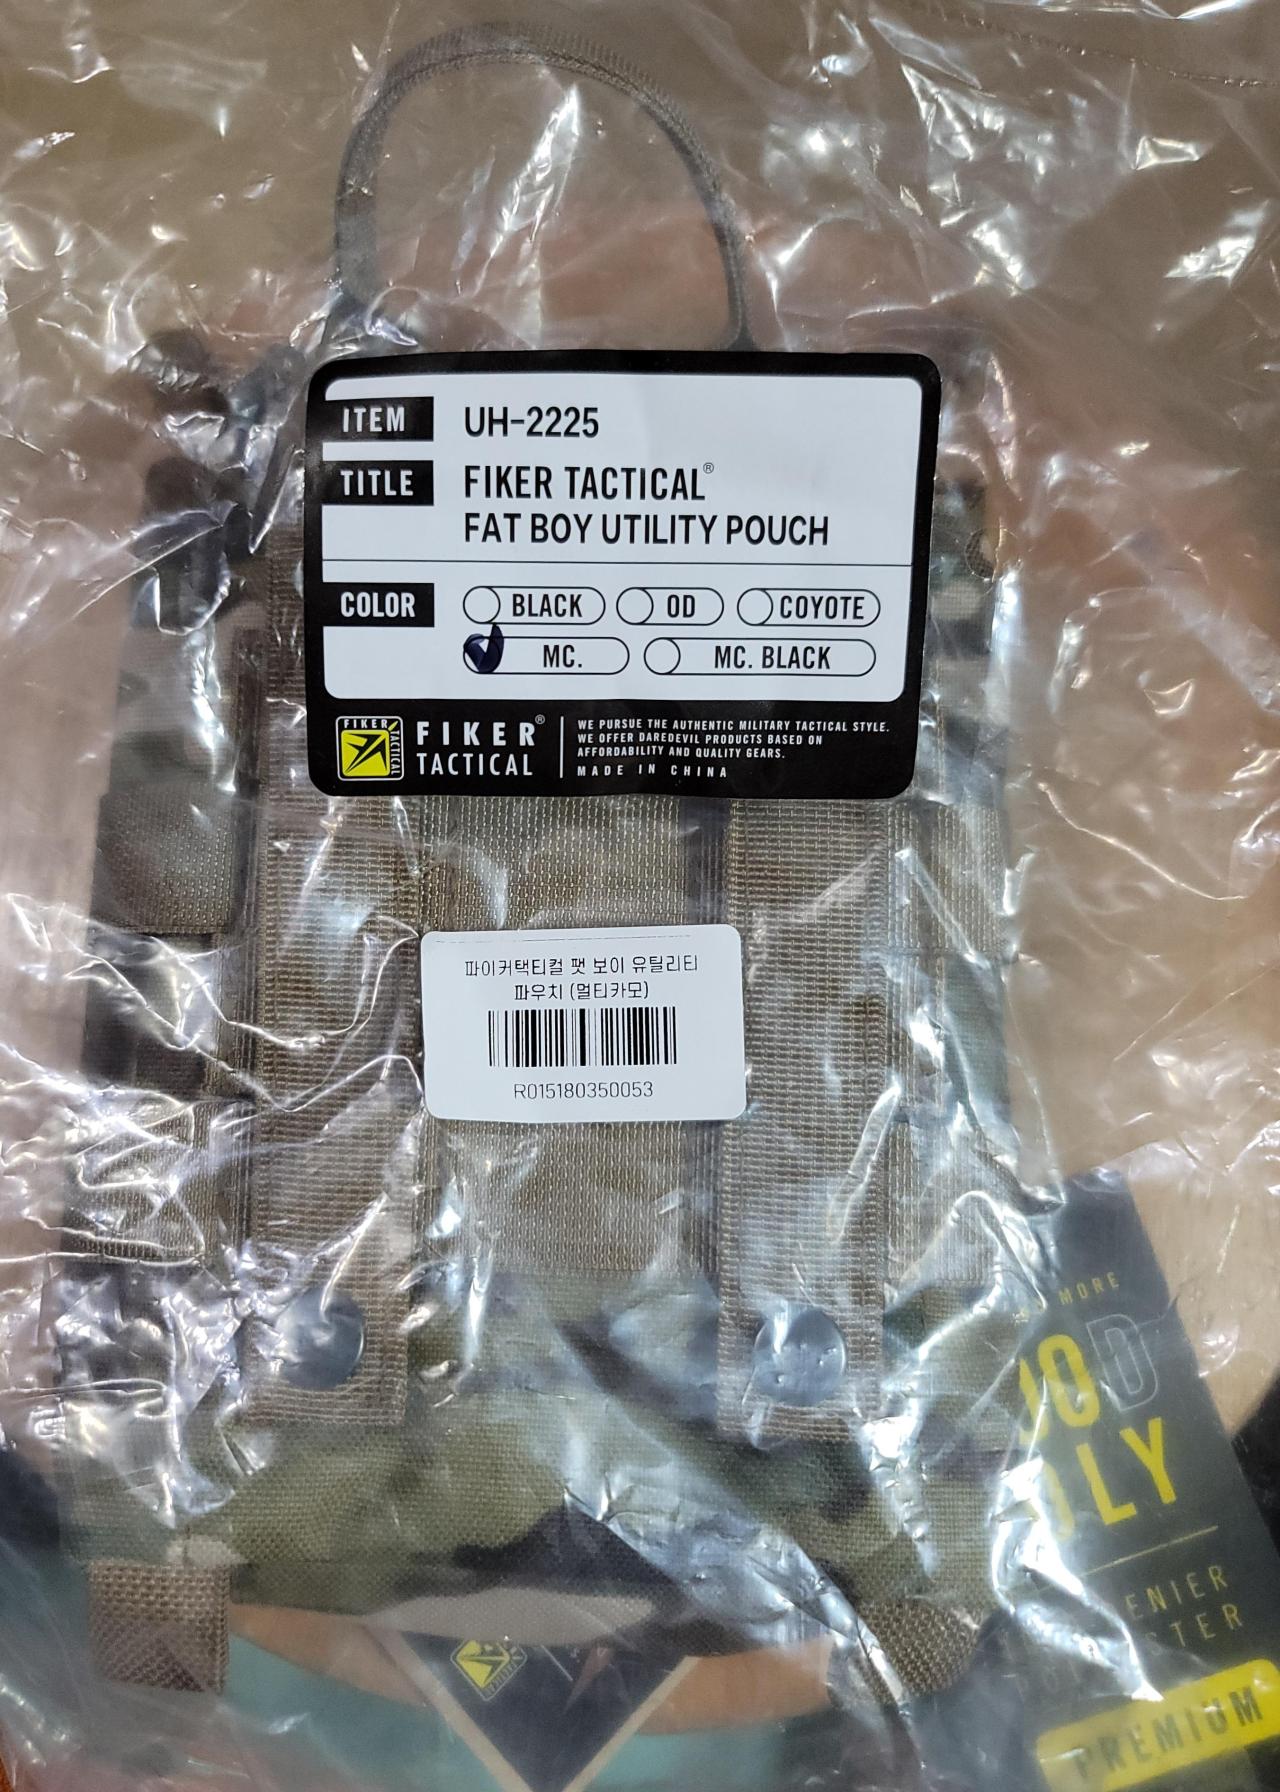 ITEM UH-2225
TITLE FIKER TACTICAL®
FAT BOY UTILITY POUCH
COLOR BLACK OD COYOTE
MC. MC. BLACK
FIKER TACTICAL
FIKER®
TACTICAL
WE PURSUE THE AUTHENTIC MILITARY TACTICAL STYLE.
WE OFFER DAREDEVIL PRODUCTS BASED ON
AFFORDABILITY AND QUALITY GEARS.
MADE IN CHINA
파이커택티컬 팻 보이 유틸리티
파우치 (멀티카모)
R015180350053
MORE
PREMIUM